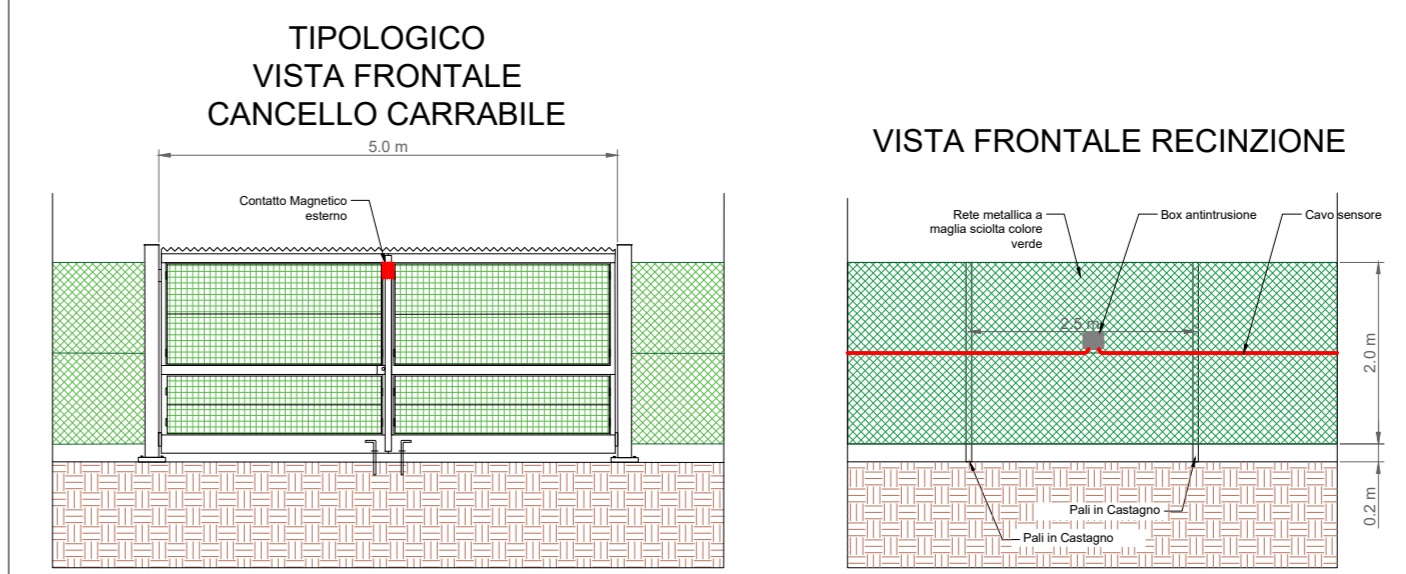 TIPOLOGICO
VISTA FRONTALE
CANCELLO CARRABILE
5.0 m
Contatto Magnetico
esterno
VISTA FRONTALE RECINZIONE
Rete metallica a
maglia sciolta colore
verde
Box antintrusione
Cavo sensore
2.5 m
2.0 m
0.2 m
Pali in Castagno
Pali in Castagno